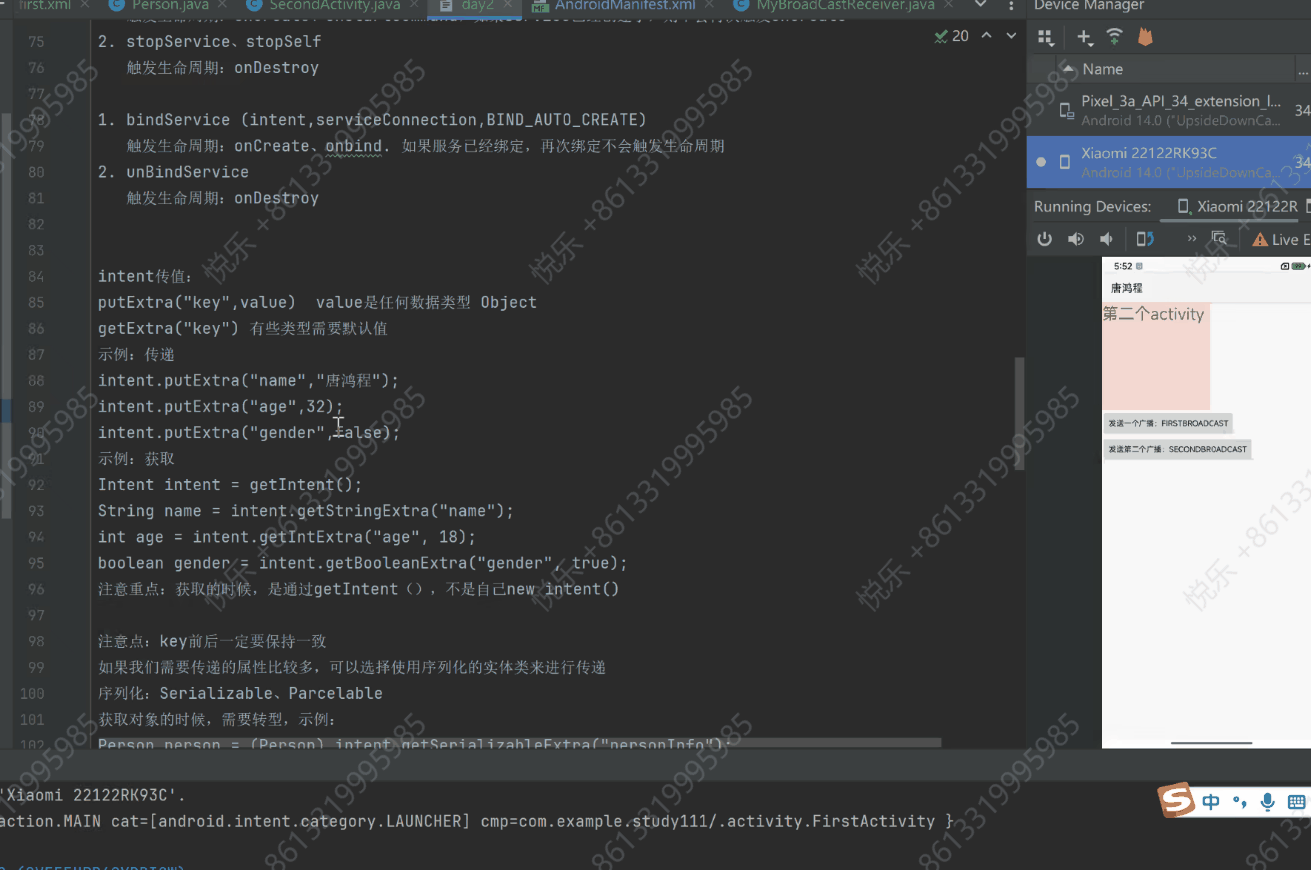 first.xml
Person.java
SecondActivity.java
day2
AndroidManifest.xml
MyBroadCastReceiver.java
20
75 2. stopService、stopSelf
76 触发生命周期：onDestroy
77
78 1. bindService (intent,serviceConnection,BIND_AUTO_CREATE)
79 触发生命周期：onCreate、onbind. 如果服务已经绑定，再次绑定不会触发生命周期
80 2. unBindService
81 触发生命周期：onDestroy
82
83
84 intent传值：
85 putExtra("key",value)  value是任何数据类型 Object
86 getExtra("key") 有些类型需要默认值
87 示例：传递
88 intent.putExtra("name","唐鸿程");
89 intent.putExtra("age",32);
90 intent.putExtra("gender",false);
91 示例：获取
92 Intent intent = getIntent();
93 String name = intent.getStringExtra("name");
94 int age = intent.getIntExtra("age", 18);
95 boolean gender = intent.getBooleanExtra("gender", true);
96 注意重点：获取的时候，是通过getIntent（），不是自己new intent()
97
98 注意点：key前后一定要保持一致
99 如果我们需要传递的属性比较多，可以选择使用序列化的实体类来进行传递
100 序列化：Serializable、Parcelable
101 获取对象的时候，需要转型，示例：
102 Person person = (Person) intent.getSerializableExtra("personInfo");
'Xiaomi 22122RK93C'.
action.MAIN cat=[android.intent.category.LAUNCHER] cmp=com.example.study111/.activity.FirstActivity }
Device Manager
Name
Pixel_3a_API_34_extension_l...
34
Android 14.0 ("UpsideDownCa...
Xiaomi 22122RK93C
34
Android 14.0 ("UpsideDownCa...
Running Devices:
Xiaomi 22122R
Live E
5:52
唐鸿程
第二个activity
发送一个广播：FIRSTBROADCAST
发送第二个广播：SECONDBROADCAST
中
悦乐 +8613319995985